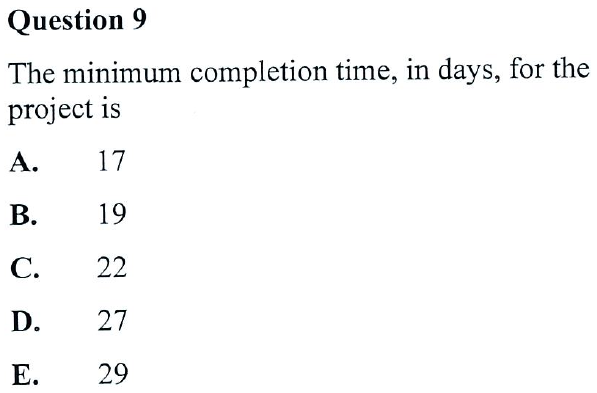 Question 9
The minimum completion time, in days, for the
project is
A. 17
B. 19
C. 22
D. 27
E. 29